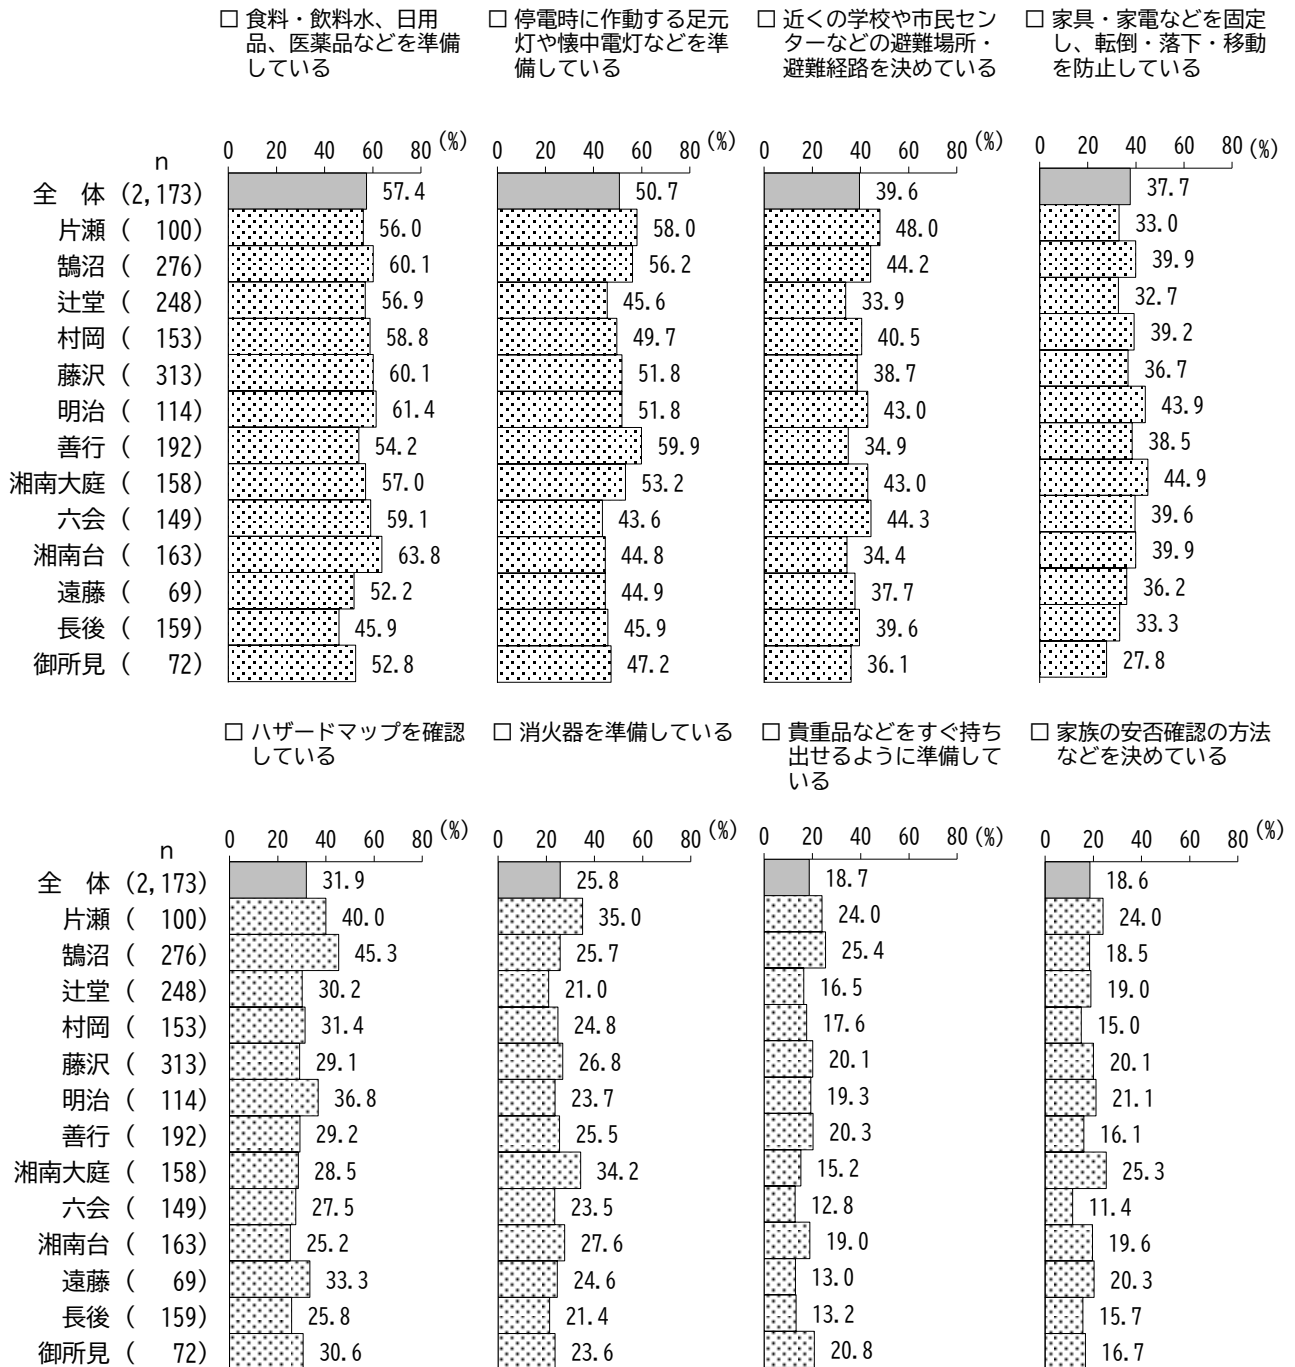 □ 食料・飲料水、日用
品、医薬品などを準備
している
□ 停電時に作動する足元
灯や懐中電灯などを準
備している
□ 近くの学校や市民セン
ターなどの避難場所・
避難経路を決めている
□ 家具・家電などを固定
し、転倒・落下・移動
を防止している
0 20 40 60 80 (%) 0 20 40 60 80 (%) 0 20 40 60 80 (%) 0 20 40 60 80 (%)
n
全 体 (2,173) 57.4 50.7 39.6 37.7
片瀬 ( 100) 56.0 58.0 48.0 33.0
鵠沼 ( 276) 60.1 56.2 44.2 39.9
辻堂 ( 248) 56.9 45.6 33.9 32.7
村岡 ( 153) 58.8 49.7 40.5 39.2
藤沢 ( 313) 60.1 51.8 38.7 36.7
明治 ( 114) 61.4 51.8 43.0 43.9
善行 ( 192) 54.2 59.9 34.9 38.5
湘南大庭 ( 158) 57.0 53.2 43.0 44.9
六会 ( 149) 59.1 43.6 44.3 39.6
湘南台 ( 163) 63.8 44.8 34.4 39.9
遠藤 ( 69) 52.2 44.9 37.7 36.2
長後 ( 159) 45.9 45.9 39.6 33.3
御所見 ( 72) 52.8 47.2 36.1 27.8
□ ハザードマップを確認
している
□ 消火器を準備している
□ 貴重品などをすぐ持ち
出せるように準備して
いる
□ 家族の安否確認の方法
などを決めている
0 20 40 60 80 (%) 0 20 40 60 80 (%) 0 20 40 60 80 (%) 0 20 40 60 80 (%)
n
全 体 (2,173) 31.9 25.8 18.7 18.6
片瀬 ( 100) 40.0 35.0 24.0 24.0
鵠沼 ( 276) 45.3 25.7 25.4 18.5
辻堂 ( 248) 30.2 21.0 16.5 19.0
村岡 ( 153) 31.4 24.8 17.6 15.0
藤沢 ( 313) 29.1 26.8 20.1 20.1
明治 ( 114) 36.8 23.7 19.3 21.1
善行 ( 192) 29.2 25.5 20.3 16.1
湘南大庭 ( 158) 28.5 34.2 15.2 25.3
六会 ( 149) 27.5 23.5 12.8 11.4
湘南台 ( 163) 25.2 27.6 19.0 19.6
遠藤 ( 69) 33.3 24.6 13.0 20.3
長後 ( 159) 25.8 21.4 13.2 15.7
御所見 ( 72) 30.6 23.6 20.8 16.7